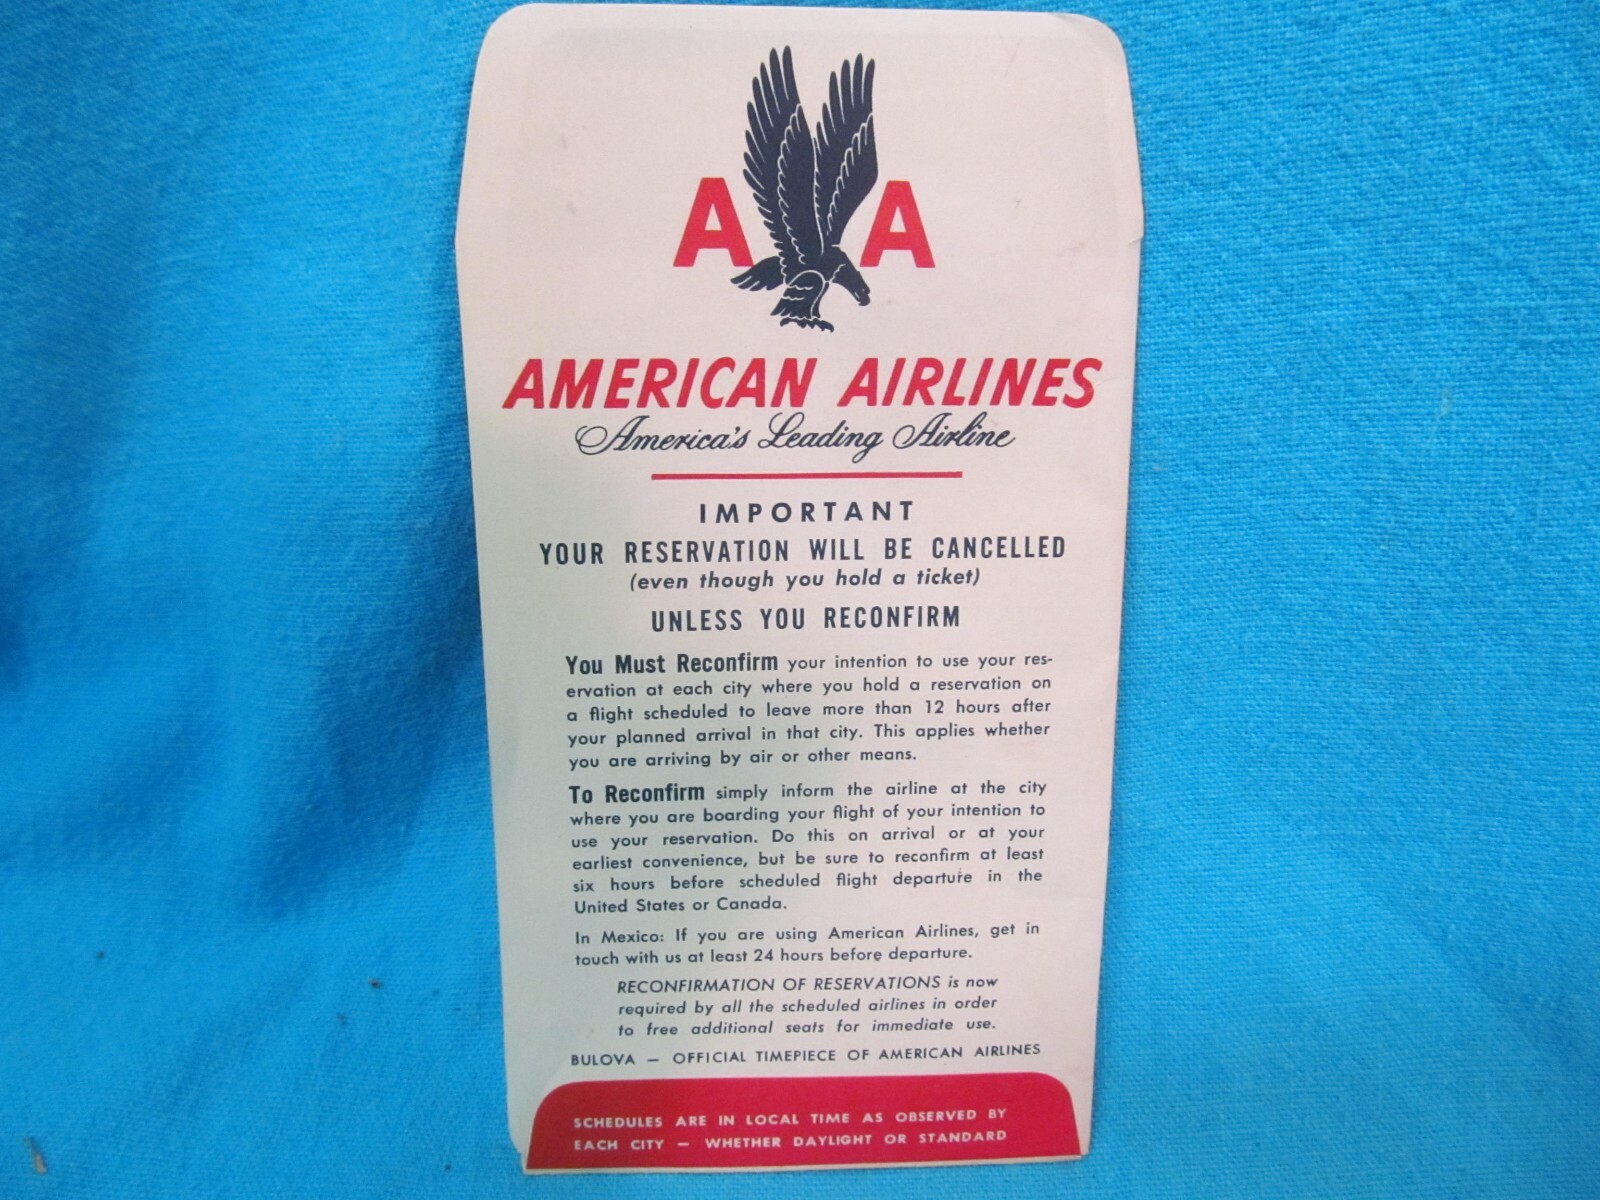 A A
AMERICAN AIRLINES
America's Leading Airline
IMPORTANT
YOUR RESERVATION WILL BE CANCELLED
(even though you hold a ticket)
UNLESS YOU RECONFIRM
You Must Reconfirm your intention to use your res-
ervation at each city where you hold a reservation on
a flight scheduled to leave more than 12 hours after
your planned arrival in that city. This applies whether
you are arriving by air or other means.
To Reconfirm simply inform the airline at the city
where you are boarding your flight of your intention to
use your reservation. Do this on arrival or at your
earliest convenience, but be sure to reconfirm at least
six hours before scheduled flight departure in the
United States or Canada.
In Mexico: If you are using American Airlines, get in
touch with us at least 24 hours before departure.
RECONFIRMATION OF RESERVATIONS is now
required by all the scheduled airlines in order
to free additional seats for immediate use.
BULOVA — OFFICIAL TIMEPIECE OF AMERICAN AIRLINES
SCHEDULES ARE IN LOCAL TIME AS OBSERVED BY
EACH CITY — WHETHER DAYLIGHT OR STANDARD